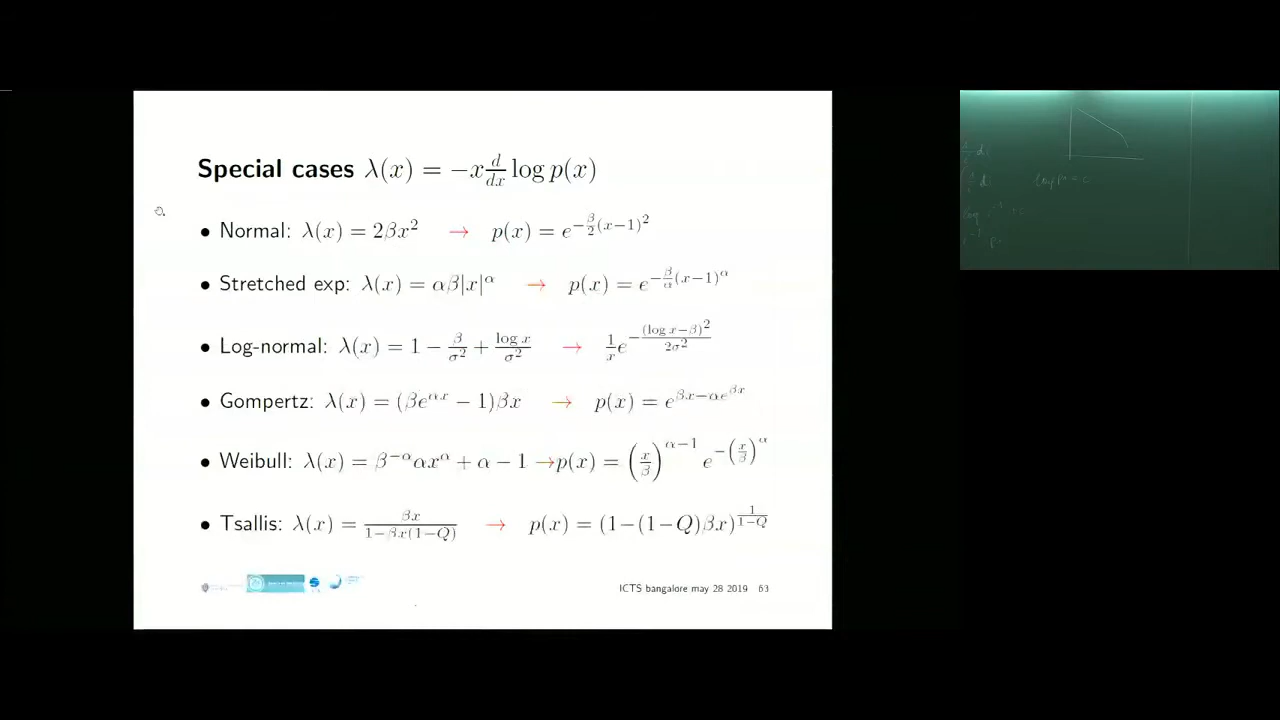 Special cases λ(x) = −x d/dx log p(x)
• Normal: λ(x) = 2βx² → p(x) = e^{−β/2 (x−1)²}
• Stretched exp: λ(x) = αβ|x|^α → p(x) = e^{−β/α (x−1)^α}
• Log-normal: λ(x) = 1 − β/σ² + log x/σ² → 1/x e^{−(log x−β)²/2σ²}
• Gompertz: λ(x) = (βe^{αx} − 1)βx → p(x) = e^{βx−αe^{βx}}
• Weibull: λ(x) = β^{−α}αx^α + α − 1 → p(x) = (x/β)^{α−1} e^{−(x/β)^α}
• Tsallis: λ(x) = βx/(1−βx(1−Q)) → p(x) = (1−(1−Q)βx)^{1/(1−Q)}
ICTS bangalore may 28 2019 63